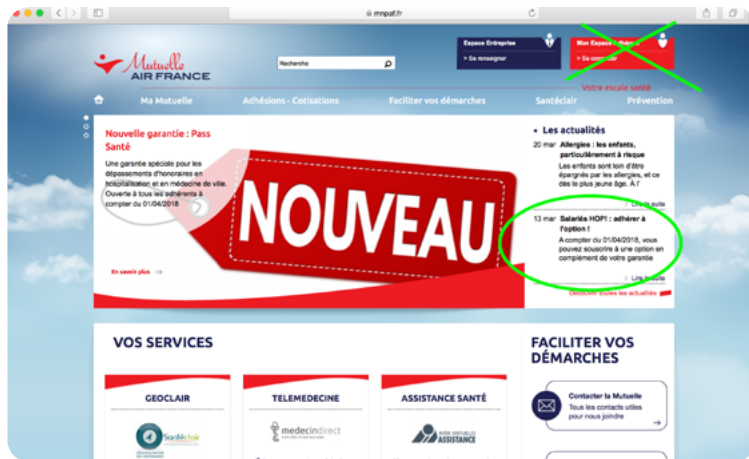 mnpaf.fr
Mutuelle
AIR FRANCE
Recherche
Espace Entreprise
> Se renseigner
Mon Espace
> Se
Votre escale santé
Ma Mutuelle
Adhésions - Cotisations
Faciliter vos démarches
Santéclair
Prévention
Nouvelle garantie : Pass
Santé
Une garantie spéciale pour les
dépassements d'honoraires en
hospitalisation et en médecine de ville.
Ouverte à tous les adhérents à
compter du 01/04/2018
En savoir plus
NOUVEAU
• Les actualités
20 mar Allergies : les enfants,
particulièrement à risque
Les enfants sont loin d'être
épargnés par les allergies, et ce
dès le plus jeune âge. À l'
> Lire la suite
13 mar Salariés HOP! : adhérer à
l'option !
A compter du 01/04/2018, vous
pouvez souscrire à une option en
complément de votre garantie
> Lire la suite
Découvrir toutes les actualités
VOS SERVICES
GEOCLAIR
Santéclair
TELEMEDECINE
medecindirect
ASSISTANCE SANTÉ
INTER-MUTUELLES
ASSISTANCE
FACILITER VOS
DÉMARCHES
Contacter la Mutuelle
Tous les contacts utiles
pour nous joindre